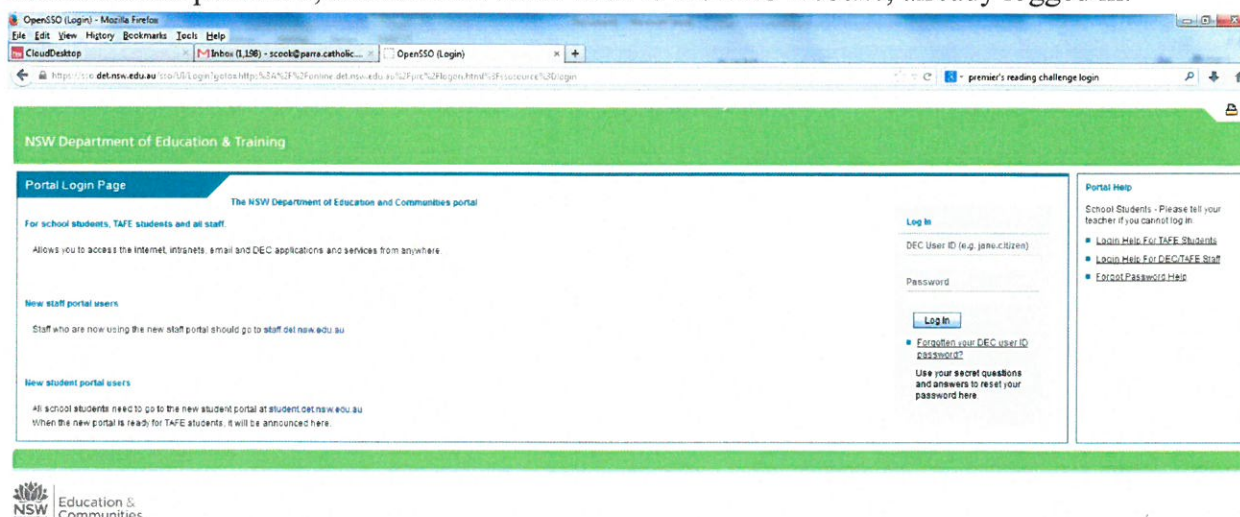 already logged in.
OpenSSO (Login) - Mozilla Firefox
File Edit View History Bookmarks Tools Help
CloudDesktop
Inbox (1,198) - scook@parra.catholic...
OpenSSO (Login)
premier's reading challenge login
NSW Department of Education & Training
Portal Login Page
The NSW Department of Education and Communities portal
For school students, TAFE students and all staff.
Allows you to access the internet, intranets, email and DEC applications and services from anywhere.
New staff portal users
Staff who are now using the new staff portal should go to staff.det.nsw.edu.au
New student portal users
All school students need to go to the new student portal at student.det.nsw.edu.au
When the new portal is ready for TAFE students, it will be announced here.
Log In
DEC User ID (e.g. jane.citizen)
Password
Log In
Forgotten your DEC user ID
password?
Use your secret questions
and answers to reset your
password here
Portal Help
School Students - Please tell your
teacher if you cannot log in.
Login Help For TAFE Students
Login Help For DEC/TAFE Staff
Forgot Password Help
NSW
Education &
Communities